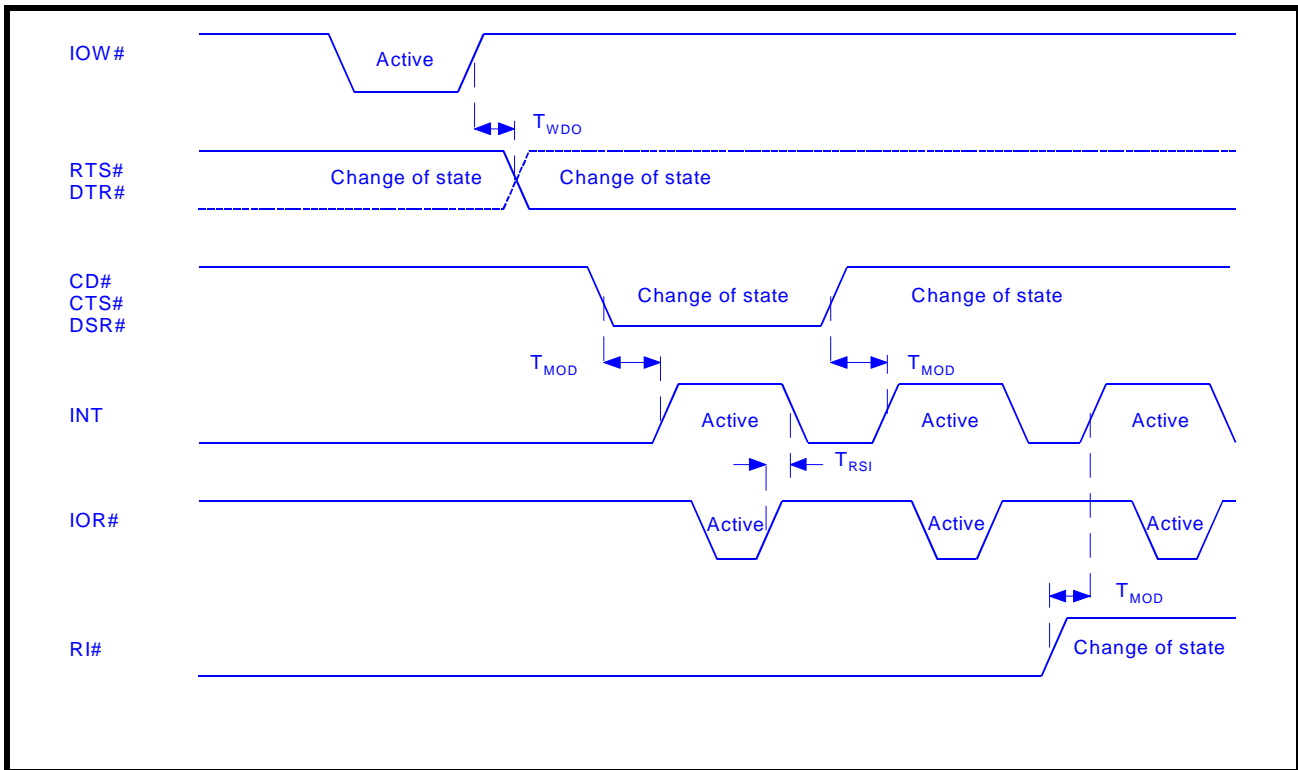 IOW#
Active
TWDO
RTS#
DTR#
Change of state
Change of state
CD#
CTS#
DSR#
Change of state
Change of state
TMOD
TMOD
INT
Active
Active
Active
TRSI
IOR#
Active
Active
Active
TMOD
RI#
Change of state